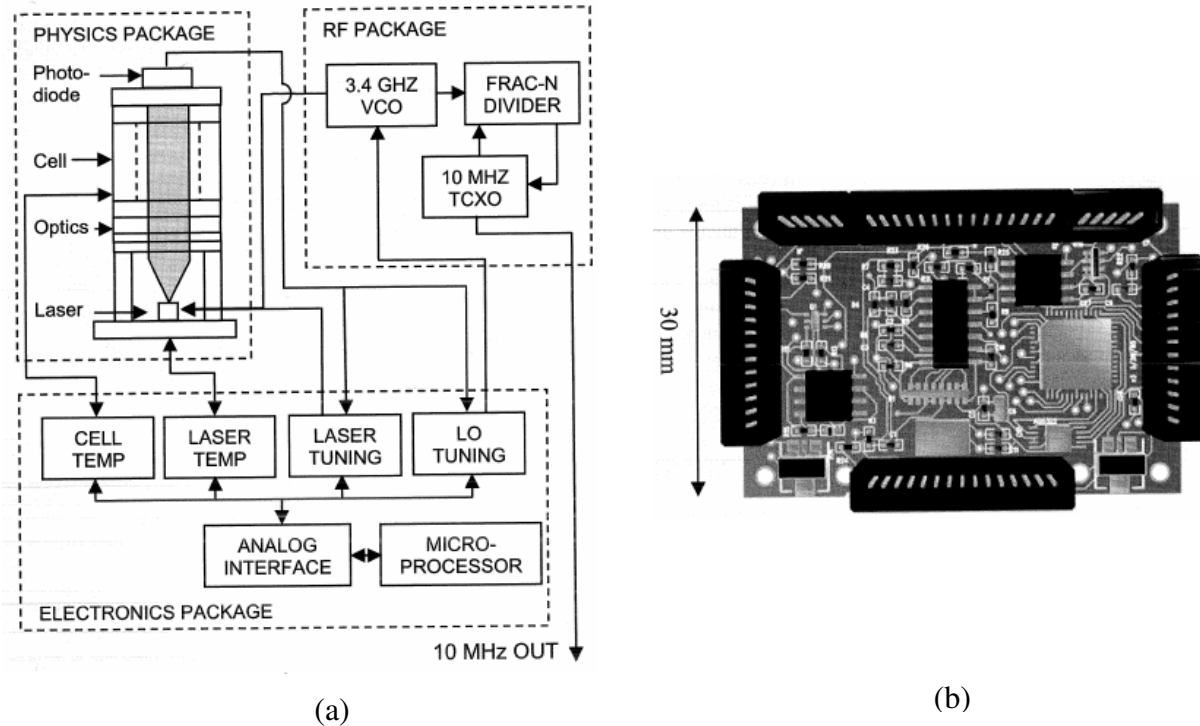 PHYSICS PACKAGE
Photo-
diode
Cell
Optics
Laser
RF PACKAGE
3.4 GHZ
VCO
FRAC-N
DIVIDER
10 MHZ
TCXO
CELL
TEMP
LASER
TEMP
LASER
TUNING
LO
TUNING
ANALOG
INTERFACE
MICRO-
PROCESSOR
ELECTRONICS PACKAGE
10 MHz OUT
(a)
30 mm
(b)